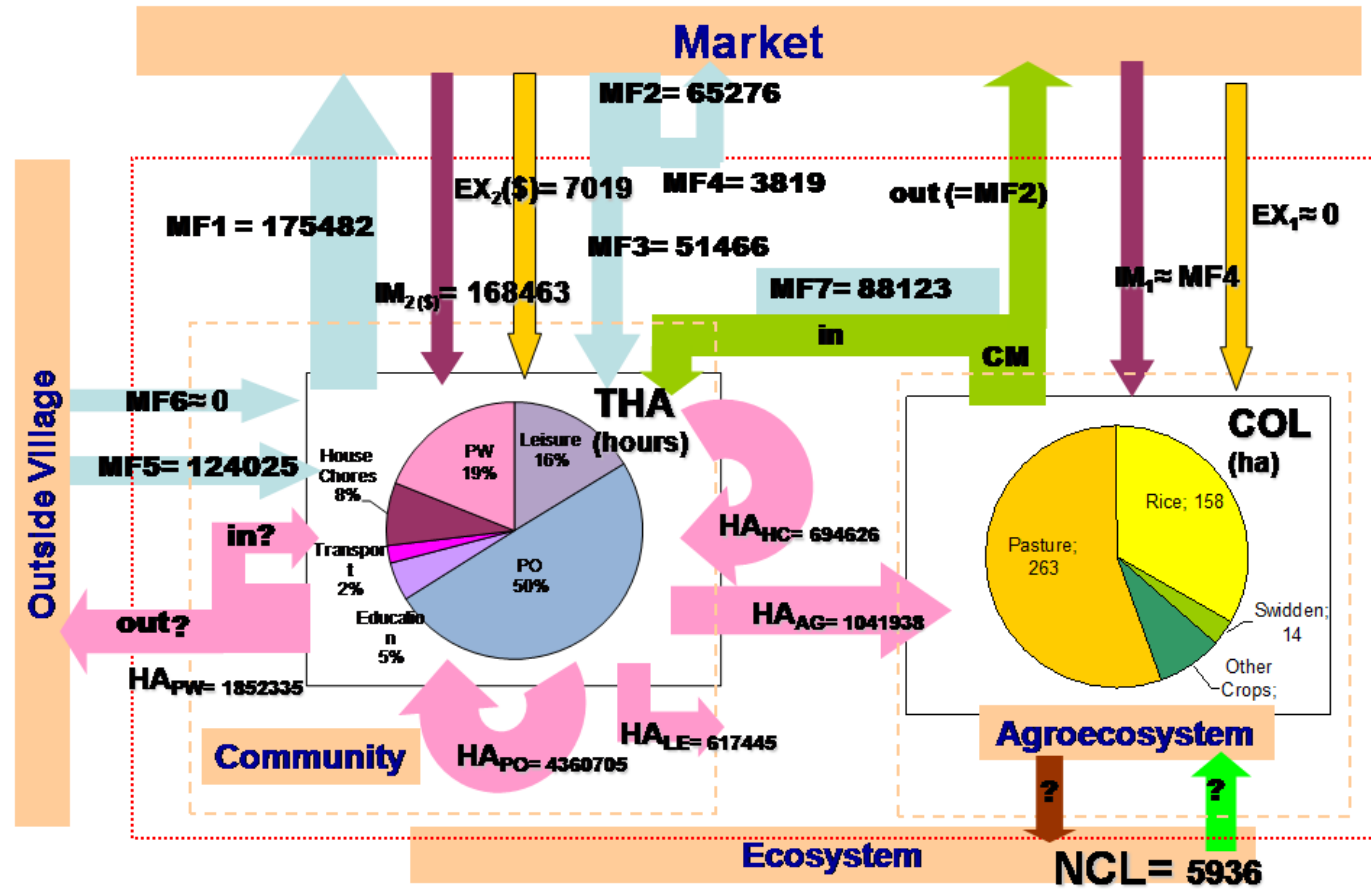 Market
MF2= 65276
MF4= 3819
EX2($)= 7019
out (=MF2)
MF1 = 175482
EX1≈ 0
MF3= 51466
IM1≈ MF4
MF7= 88123
IM2 ($)= 168463
in
CM
Outside Village
MF6≈ 0
MF5= 124025
THA
(hours)
COL
(ha)
Leisure
16%
PW
19%
House
Chores
8%
Transpor
t
2%
PO
50%
Educatio
n
5%
Rice; 158
Pasture;
263
Swidden;
14
Other
Crops;
in?
out?
HAHC= 694626
HAAG= 1041938
HAPW= 1852335
HALE= 617445
HAPO= 4360705
Community
Agroecosystem
?
?
Ecosystem
NCL= 5936